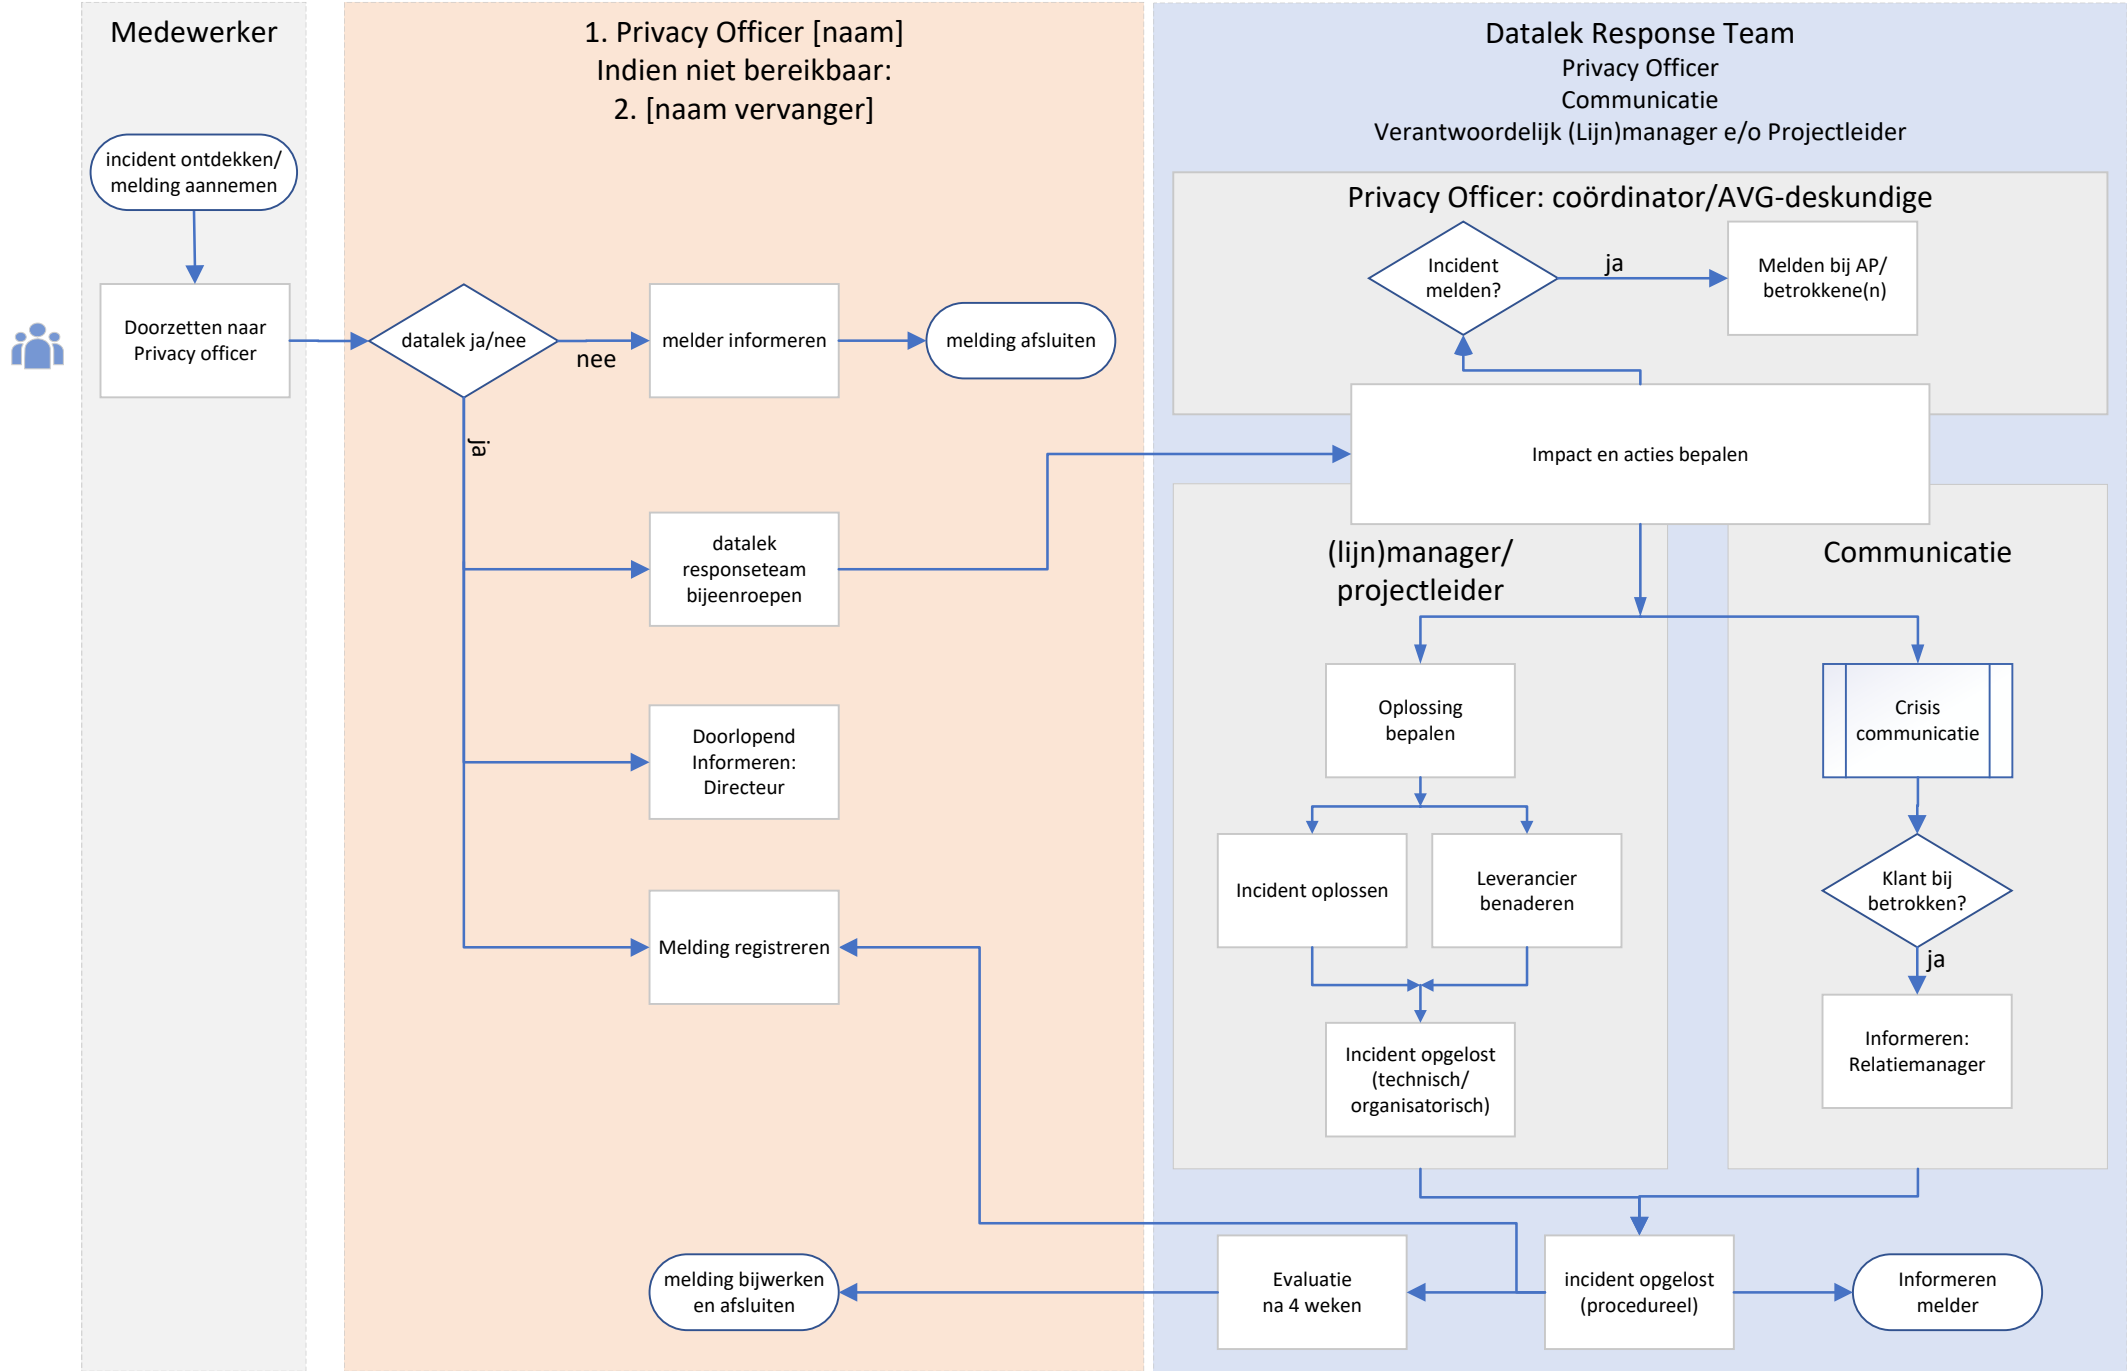 Medewerker
incident ontdekken/
melding aannemen
Doorzetten naar
Privacy officer
1. Privacy Officer [naam]
Indien niet bereikbaar:
2. [naam vervanger]
datalek ja/nee
nee
ja
melder informeren
melding afsluiten
datalek
responseteam
bijeenroepen
Doorlopend
Informeren:
Directeur
Melding registreren
melding bijwerken
en afsluiten
Datalek Response Team
Privacy Officer
Communicatie
Verantwoordelijk (Lijn)manager e/o Projectleider
Privacy Officer: coördinator/AVG-deskundige
Incident
melden?
ja
Melden bij AP/
betrokkene(n)
Impact en acties bepalen
(lijn)manager/
projectleider
Oplossing
bepalen
Incident oplossen
Leverancier
benaderen
Incident opgelost
(technisch/
organisatorisch)
Communicatie
Crisis
communicatie
Klant bij
betrokken?
ja
Informeren:
Relatiemanager
Evaluatie
na 4 weken
incident opgelost
(procedureel)
Informeren
melder